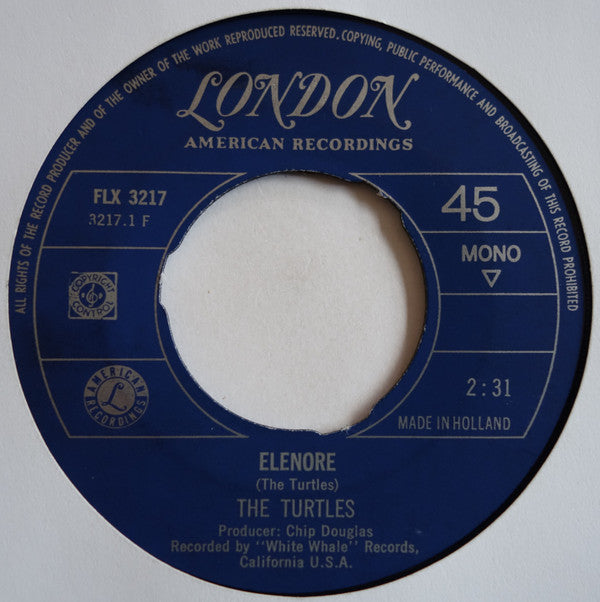 ALL RIGHTS OF THE RECORD PRODUCER AND OF THE OWNER OF THE WORK REPRODUCED RESERVED. COPYING, PUBLIC PERFORMANCE AND BROADCASTING OF THIS RECORD PROHIBITED
LONDON
AMERICAN RECORDINGS
FLX 3217
3217.1 F
45
MONO
COPYRIGHT
CONTROL
AMERICAN
L
RECORDINGS
2:31
MADE IN HOLLAND
ELENORE
(The Turtles)
THE TURTLES
Producer: Chip Douglas
Recorded by "White Whale" Records,
California U.S.A.